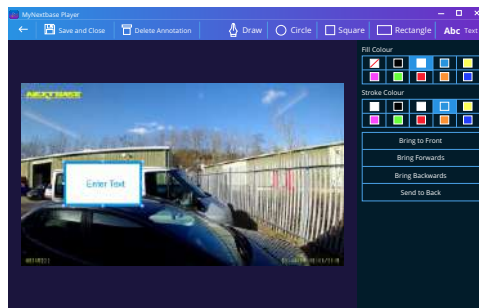 MyNextbase Player
Save and Close
Delete Annotation
Draw
Circle
Square
Rectangle
Abc Text
Fill Colour
Stroke Colour
Bring to Front
Bring Forwards
Bring Backwards
Send to Back
NEXTBASE
Enter Text